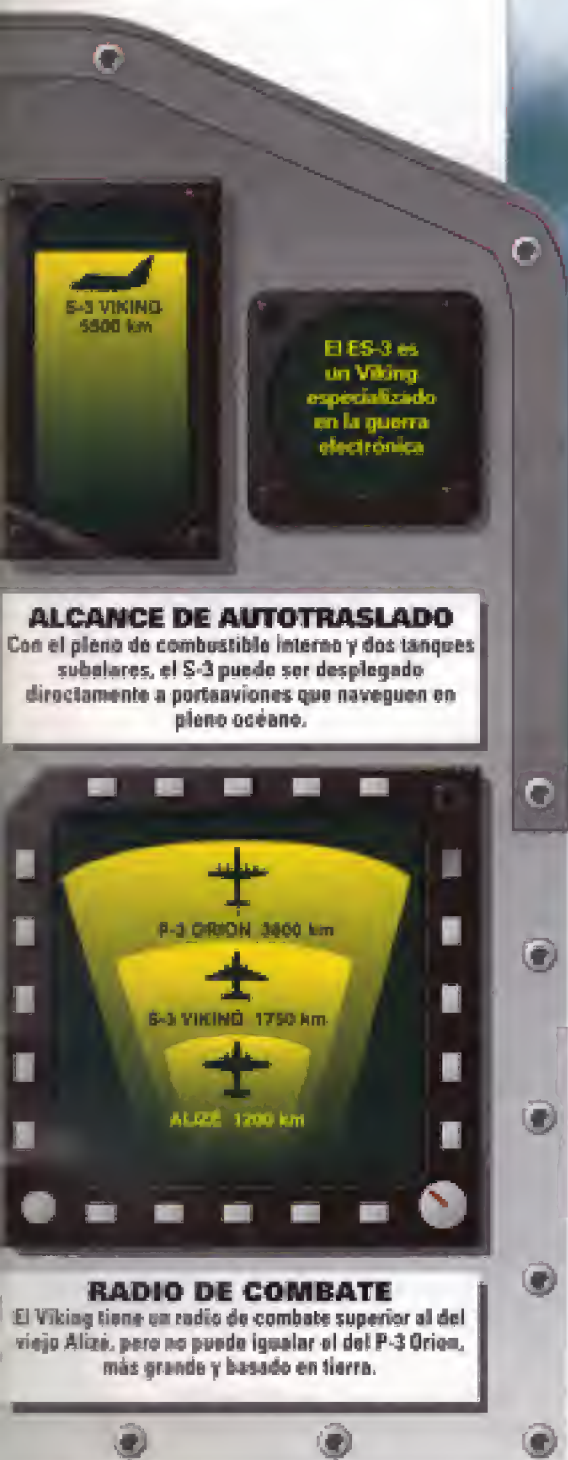 S-3 VIKING
5500 km
El ES-3 es
un Viking
especializado
en la guerra
electrónica
ALCANCE DE AUTOTRASLADO
Con el pleno de combustible interno y dos tanques
subalares, el S-3 puede ser desplegado
directamente a portaaviones que naveguen en
pleno océano.
P-3 ORION 3800 km
S-3 VIKING 1750 km
ALIZÉ 1200 km
RADIO DE COMBATE
El Viking tiene un radio de combate superior al del
viejo Alizé, pero no puede igualar el del P-3 Orion,
más grande y basado en tierra.